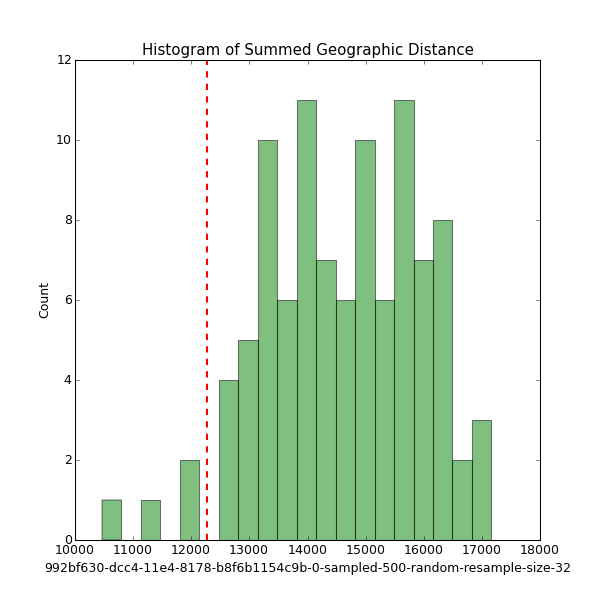 Histogram of Summed Geographic Distance
12
10
8
6
4
2
0
Count
10000 11000 12000 13000 14000 15000 16000 17000 18000
992bf630-dcc4-11e4-8178-b8f6b1154c9b-0-sampled-500-random-resample-size-32